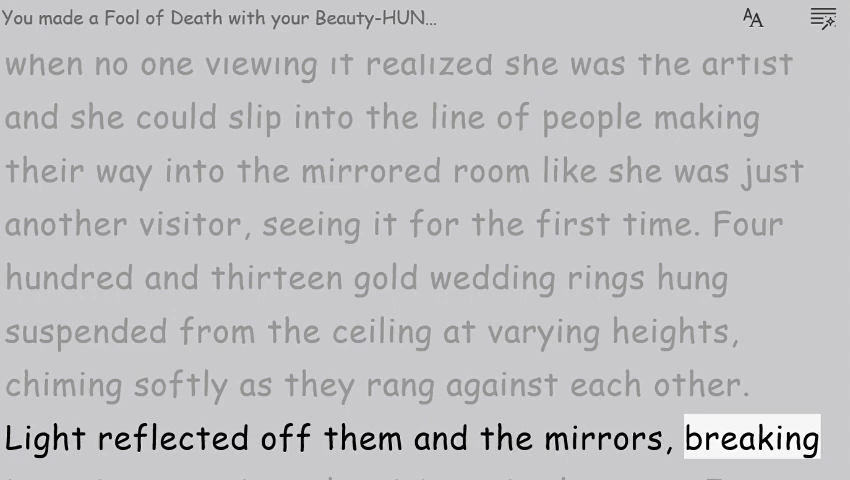 You made a Fool of Death with your Beauty-HUN...
when no one viewing it realized she was the artist
and she could slip into the line of people making
their way into the mirrored room like she was just
another visitor, seeing it for the first time. Four
hundred and thirteen gold wedding rings hung
suspended from the ceiling at varying heights,
chiming softly as they rang against each other.
Light reflected off them and the mirrors, breaking